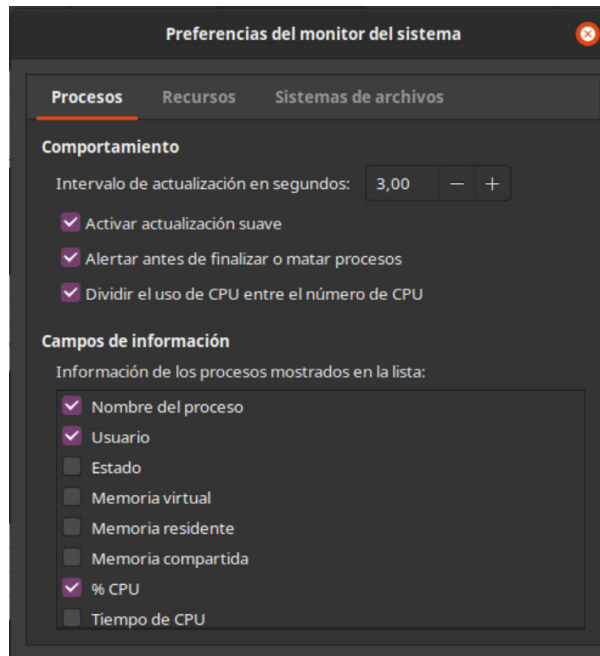 Preferencias del monitor del sistema
Procesos Recursos Sistemas de archivos
Comportamiento
Intervalo de actualización en segundos: 3,00 − +
Activar actualización suave
Alertar antes de finalizar o matar procesos
Dividir el uso de CPU entre el número de CPU
Campos de información
Información de los procesos mostrados en la lista:
Nombre del proceso
Usuario
Estado
Memoria virtual
Memoria residente
Memoria compartida
% CPU
Tiempo de CPU